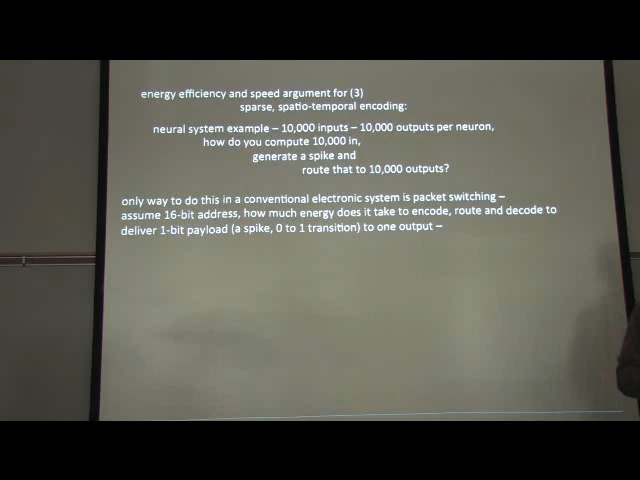 energy efficiency and speed argument for (3)
sparse, spatio-temporal encoding:
neural system example – 10,000 inputs – 10,000 outputs per neuron,
how do you compute 10,000 in,
generate a spike and
route that to 10,000 outputs?
only way to do this in a conventional electronic system is packet switching –
assume 16-bit address, how much energy does it take to encode, route and decode to
deliver 1-bit payload (a spike, 0 to 1 transition) to one output –